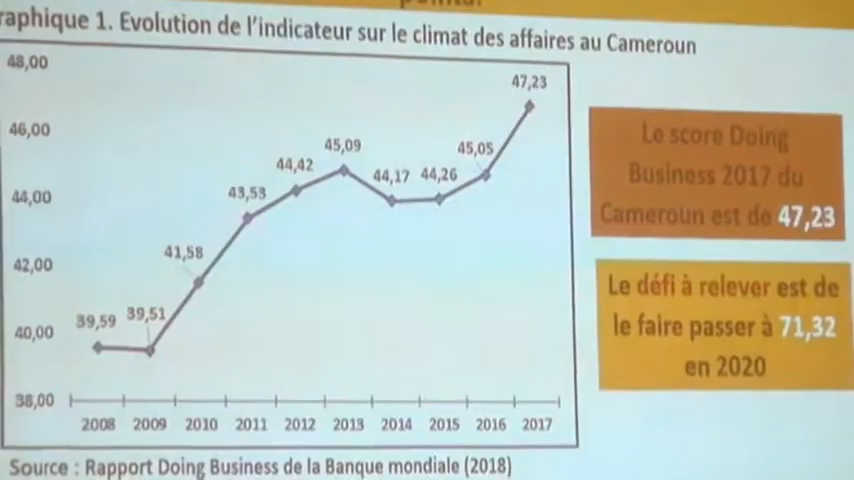 raphique 1. Evolution de l'indicateur sur le climat des affaires au Cameroun
48,00
46,00
44,00
42,00
40,00
38,00
39,59
39,51
41,58
43,53
44,42
45,09
44,17
44,26
45,05
47,23
2008 2009 2010 2011 2012 2013 2014 2015 2016 2017
Source : Rapport Doing Business de la Banque mondiale (2018)
Le score Doing
Business 2017 du
Cameroun est de 47,23
Le défi à relever est de
le faire passer à 71,32
en 2020